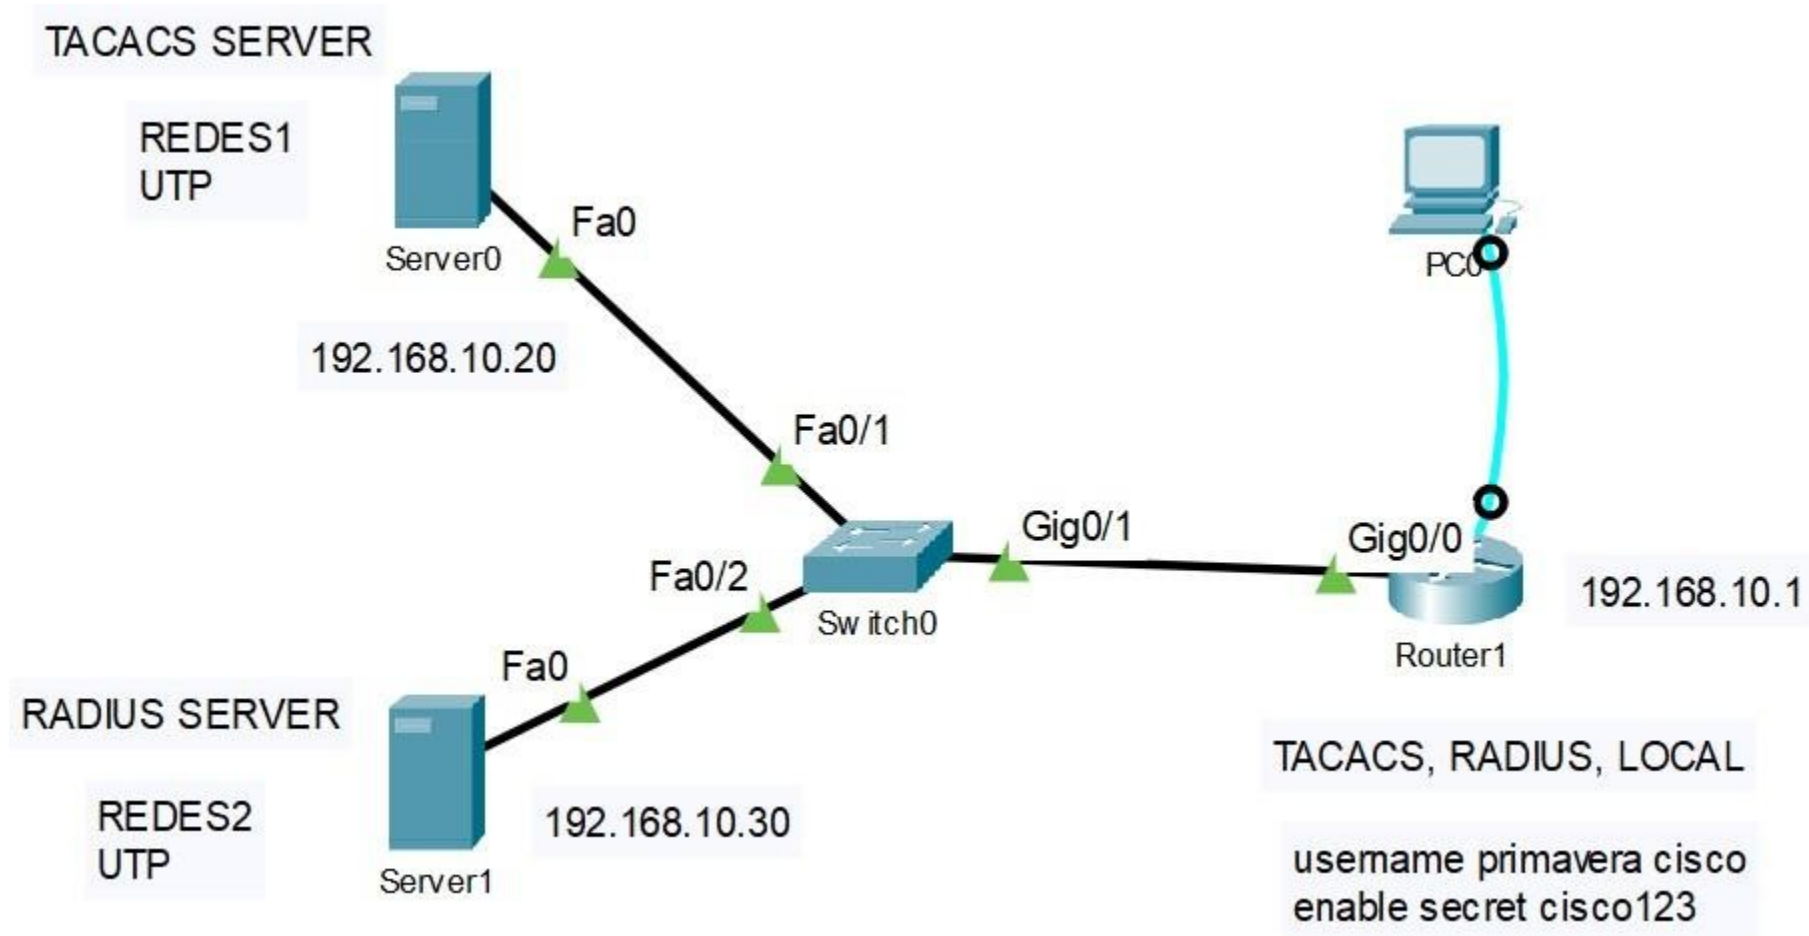 TACACS SERVER
REDES1
UTP
Server0
Fa0
192.168.10.20
Fa0/1
PC0
Gig0/1
Gig0/0
192.168.10.1
Fa0/2
Switch0
Router1
Fa0
RADIUS SERVER
REDES2
UTP
192.168.10.30
Server1
TACACS, RADIUS, LOCAL
username primavera cisco
enable secret cisco123